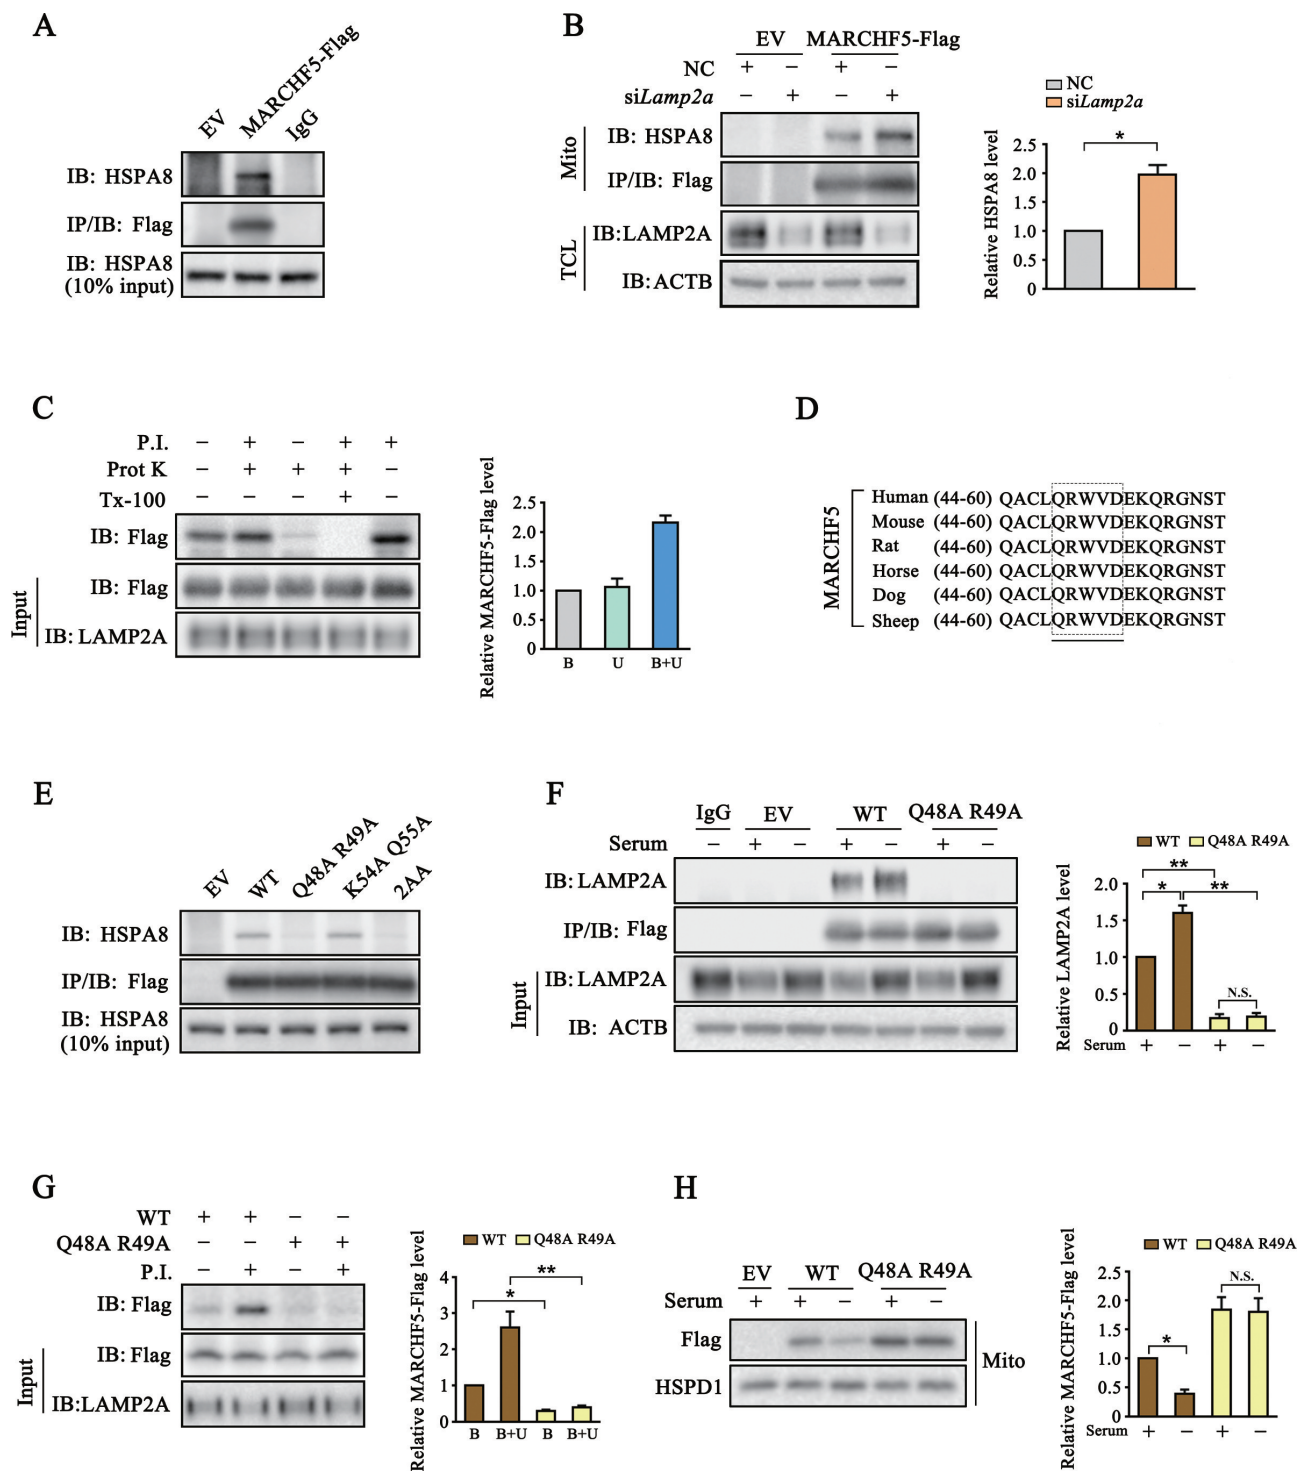 A
EV
MARCHF5-Flag
IgG
IB: HSPA8
IP/IB: Flag
IB: HSPA8
(10% input)
B
EV MARCHF5-Flag
NC + − + −
siLamp2a − + − +
Mito
IB: HSPA8
IP/IB: Flag
TCL
IB:LAMP2A
IB:ACTB
NC
siLamp2a
Relative HSPA8 level
2.5
2.0
1.5
1.0
0.5
0
*
C
P.I. − + − + +
Prot K − + + + −
Tx-100 − − − +
IB: Flag
Input
IB: Flag
IB: LAMP2A
Relative MARCHF5-Flag level
2.5
2.0
1.5
1.0
0.5
0
B U B+U
D
MARCHF5
Human (44-60) QACLQRWVDEKQRGNST
Mouse (44-60) QACLQRWVDEKQRGNST
Rat (44-60) QACLQRWVDEKQRGNST
Horse (44-60) QACLQRWVDEKQRGNST
Dog (44-60) QACLQRWVDEKQRGNST
Sheep (44-60) QACLQRWVDEKQRGNST
E
EV
WT
Q48A R49A
K54A Q55A
2AA
IB: HSPA8
IP/IB: Flag
IB: HSPA8
(10% input)
F
IgG EV WT Q48A R49A
Serum − + − + − + −
IB: LAMP2A
IP/IB: Flag
Input
IB: LAMP2A
IB: ACTB
WT Q48A R49A
Relative LAMP2A level
2.0
1.5
1.0
0.5
0
**
* **
N.S.
Serum + − + −
G
WT + + − −
Q48A R49A − − + +
P.I. − + − +
IB: Flag
Input
IB: Flag
IB:LAMP2A
WT Q48A R49A
Relative MARCHF5-Flag level
4
3
2
1
0
**
*
B B+U B B+U
H
EV WT Q48A R49A
Serum + + − + −
Flag
HSPD1
Mito
WT Q48A R49A
Relative MARCHF5-Flag level
2.5
2.0
1.5
1.0
0.5
0
N.S.
*
Serum + − + −